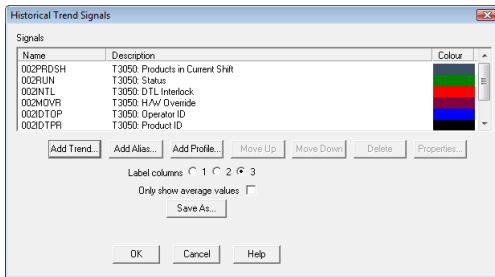 Historical Trend Signals
Signals
Name Description Colour
002PRDSH T3050: Products in Current Shift
002RUN T3050: Status
002INTL T3050: DTL Interlock
002MOVR T3050: H/W Override
002IDTOP T3050: Operator ID
002IDTPR T3050: Product ID
Add Trend... Add Alias... Add Profile... Move Up Move Down Delete Properties...
Label columns 1 2 3
Only show average values
Save As...
OK Cancel Help